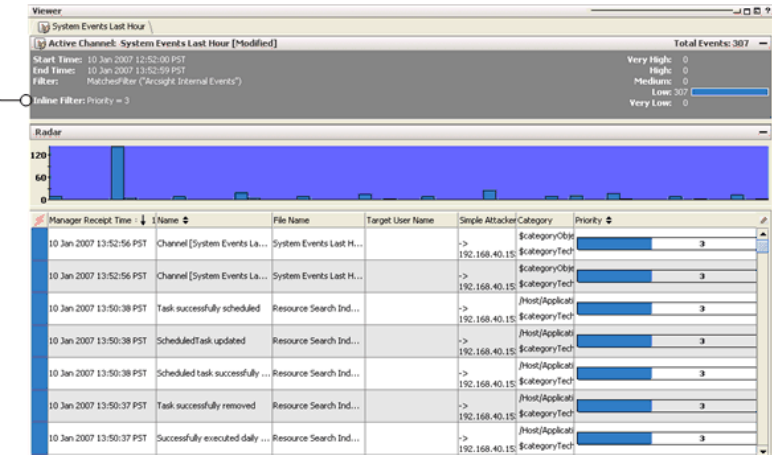 Viewer
System Events Last Hour
Active Channel: System Events Last Hour [Modified]
Total Events: 307
Start Time: 10 Jan 2007 12:52:00 PST
End Time: 10 Jan 2007 13:52:59 PST
Filter: MatchesFilter ("Arcsight Internal Events")
Inline Filter: Priority = 3
Very High: 0
High: 0
Medium: 0
Low: 307
Very Low: 0
Radar
120
60
0
Manager Receipt Time 1 Name File Name Target User Name Simple Attacker Category Priority
10 Jan 2007 13:52:56 PST Channel [System Events La... System Events Last H... -> 192.168.40.15 $categoryObje $categoryTech 3
10 Jan 2007 13:52:56 PST Channel [System Events La... System Events Last H... -> 192.168.40.15 $categoryObje $categoryTech 3
10 Jan 2007 13:50:38 PST Task successfully scheduled Resource Search Ind... -> 192.168.40.15 /Host/Applicati $categoryTech 3
10 Jan 2007 13:50:38 PST ScheduledTask updated Resource Search Ind... -> 192.168.40.15 /Host/Applicati $categoryTech 3
10 Jan 2007 13:50:38 PST Scheduled task successfully ... Resource Search Ind... -> 192.168.40.15 /Host/Applicati $categoryTech 3
10 Jan 2007 13:50:37 PST Task successfully removed Resource Search Ind... -> 192.168.40.15 /Host/Applicati $categoryTech 3
10 Jan 2007 13:50:37 PST Successfully executed daily ... Resource Search Ind... -> 192.168.40.15 /Host/Applicati $categoryTech 3